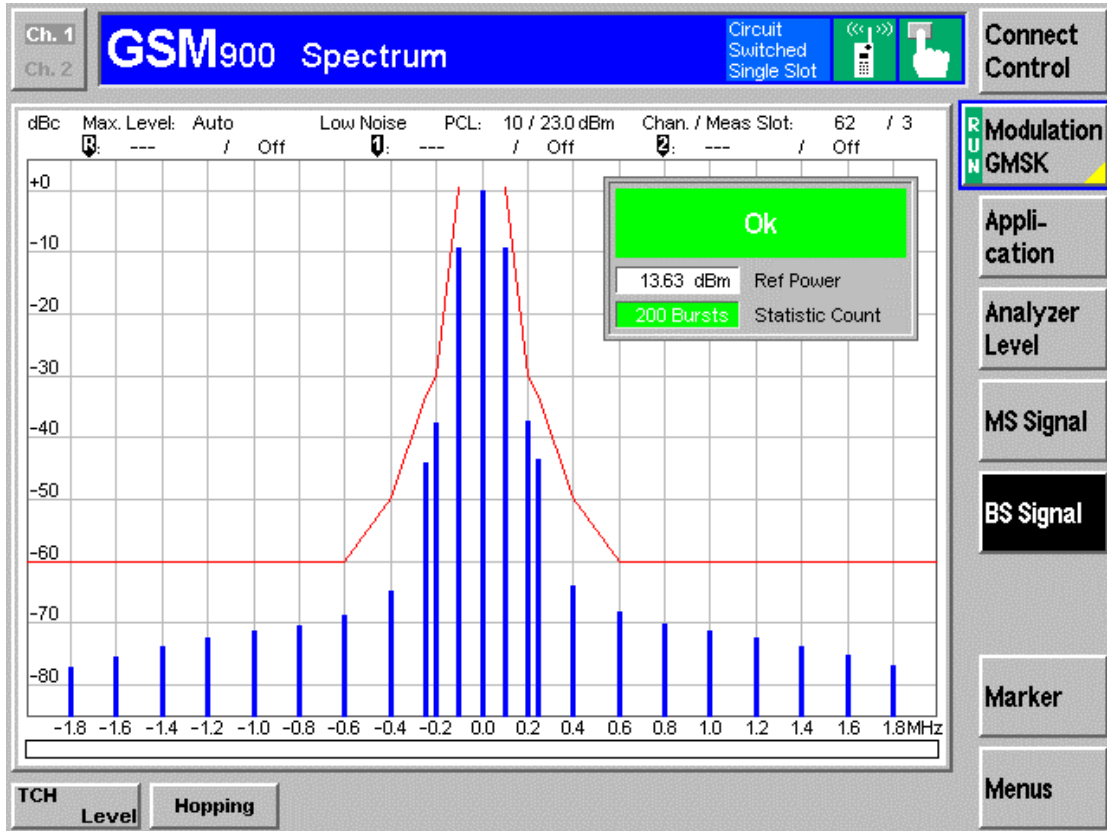 Ch. 1
Ch. 2
GSM900 Spectrum
Circuit
Switched
Single Slot
Connect
Control
dBc Max. Level: Auto Low Noise PCL: 10 / 23.0 dBm Chan. / Meas Slot: 62 / 3
R: --- / Off 1: --- / Off 2: --- / Off
RUN
Modulation
GMSK
Appli-
cation
Analyzer
Level
MS Signal
BS Signal
Marker
Menus
Ok
13.63 dBm Ref Power
200 Bursts Statistic Count
+0
-10
-20
-30
-40
-50
-60
-70
-80
-1.8 -1.6 -1.4 -1.2 -1.0 -0.8 -0.6 -0.4 -0.2 0.0 0.2 0.4 0.6 0.8 1.0 1.2 1.4 1.6 1.8MHz
TCH
Level
Hopping